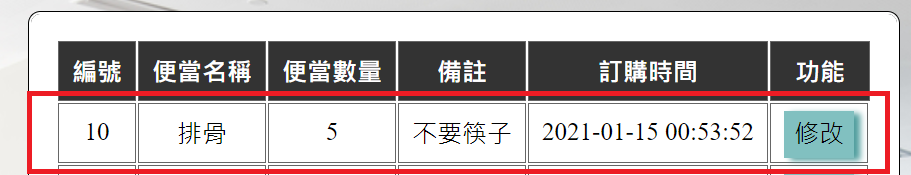 編號 便當名稱 便當數量 備註 訂購時間 功能
10 排骨 5 不要筷子 2021-01-15 00:53:52 修改